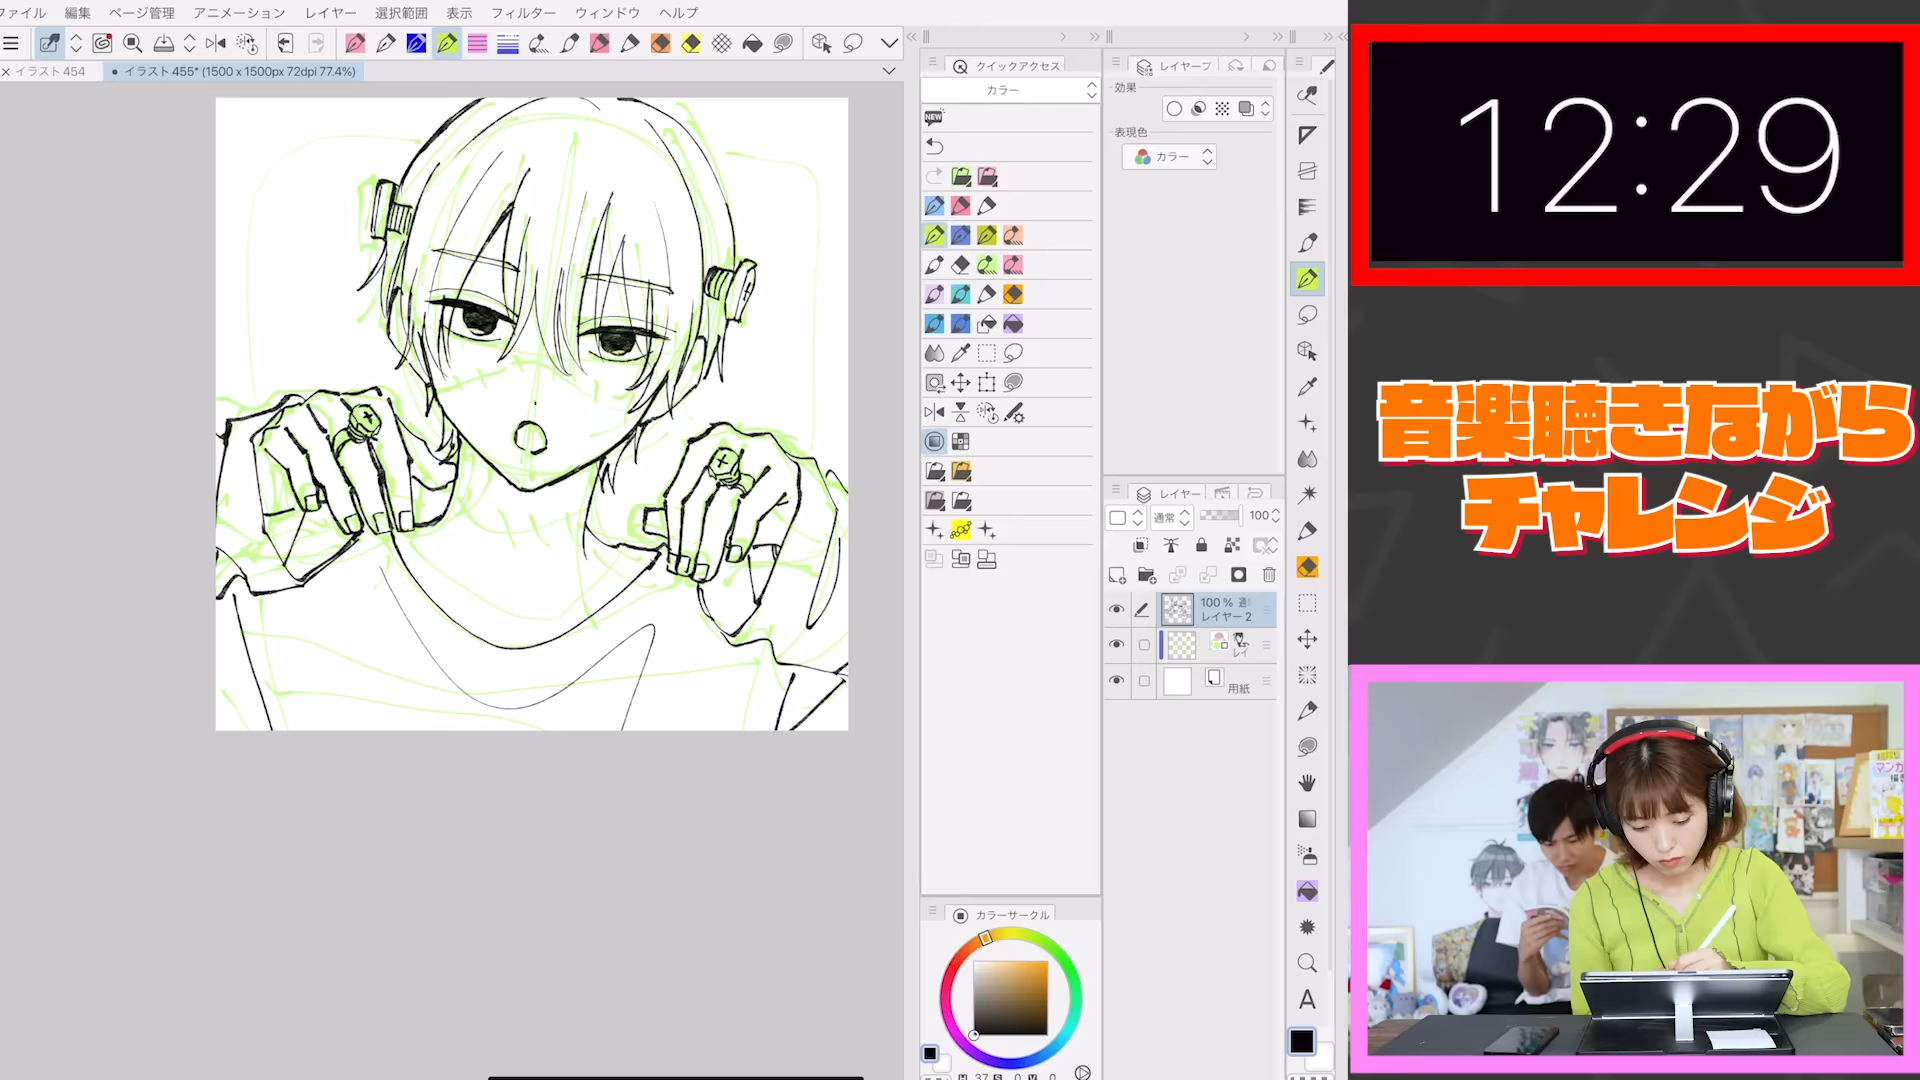 ファイル 編集 ページ管理 アニメーション レイヤー 選択範囲 表示 フィルター ウィンドウ ヘルプ
イラスト 454
イラスト 455* (1500 x 1500px 72dpi 77.4%)
クイックアクセス
カラー
NEW
レイヤープ
効果
表現色
カラー
レイヤー
通常
100
100 %
レイヤー 2
レイ
用紙
カラーサークル
12:29
音楽聴きながら
チャレンジ